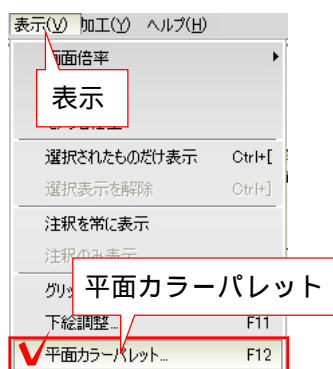 表示(V) 加工(Y) ヘルプ(H)
画面倍率
表示
選択されたものだけ表示 Ctrl+[
選択表示を解除 Ctrl+]
注釈を常に表示
注釈のみ表示
平面カラーパレット
下絵調整... F11
平面カラーパレット... F12